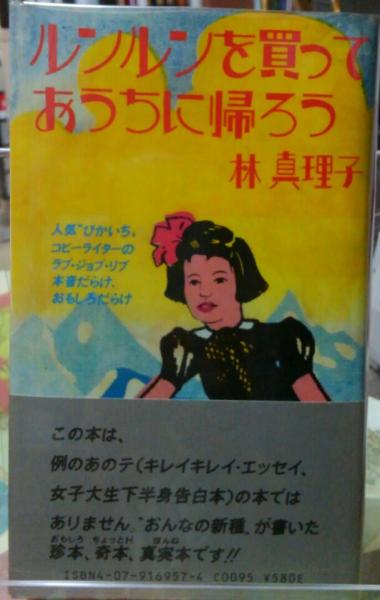 ルンルンを買って
おうちに帰ろう
林真理子
人気“ぴかいち„
コピーライターの
ラブ・ジョブ・リブ
本音だらけ、
おもしろだらけ
この本は、
例のあのテ(キレイキレイ・エッセイ、
女子大生下半身告白本)の本では
ありません。“おんなの新種„が書いた
おもしろ ちょっとH ほんね
珍本、奇本、真実本です!!
ISBN4-07-916957-4 C0095 ¥580E